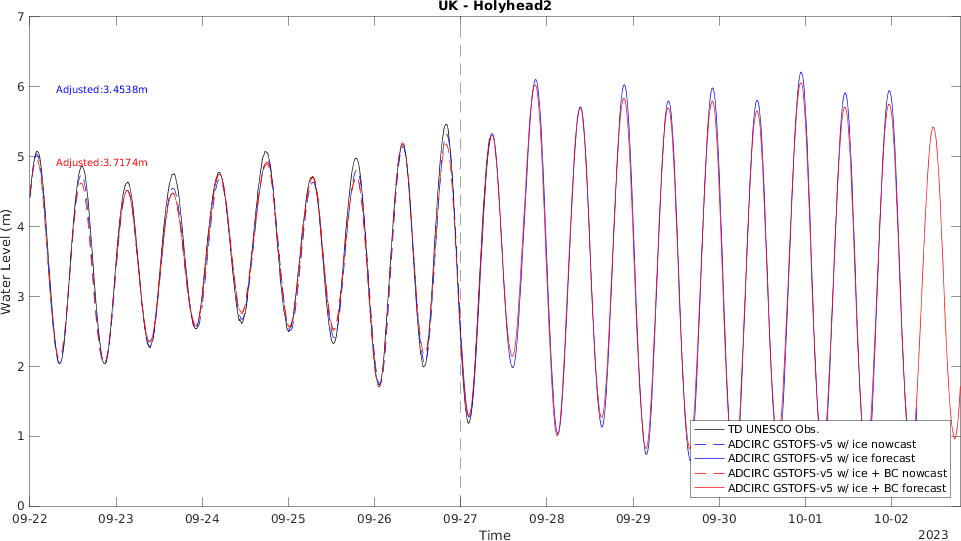 UK - Holyhead2
7
6
5
4
3
2
1
0
Water Level (m)
Adjusted:3.4538m
Adjusted:3.7174m
TD UNESCO Obs.
ADCIRC GSTOFS-v5 w/ ice nowcast
ADCIRC GSTOFS-v5 w/ ice forecast
ADCIRC GSTOFS-v5 w/ ice + BC nowcast
ADCIRC GSTOFS-v5 w/ ice + BC forecast
09-22 09-23 09-24 09-25 09-26 09-27 09-28 09-29 09-30 10-01 10-02
Time
2023